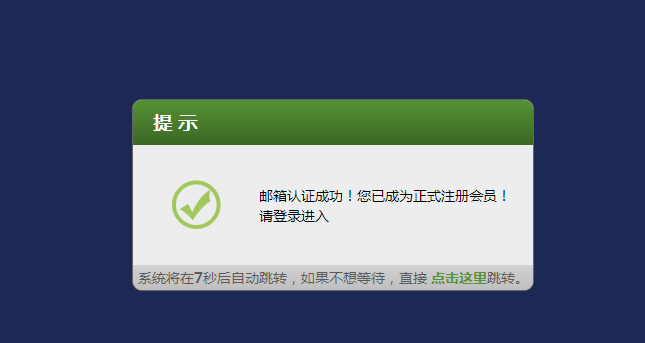 提 示
邮箱认证成功！您已成为正式注册会员！
请登录进入
系统将在7秒后自动跳转，如果不想等待，直接 点击这里跳转。